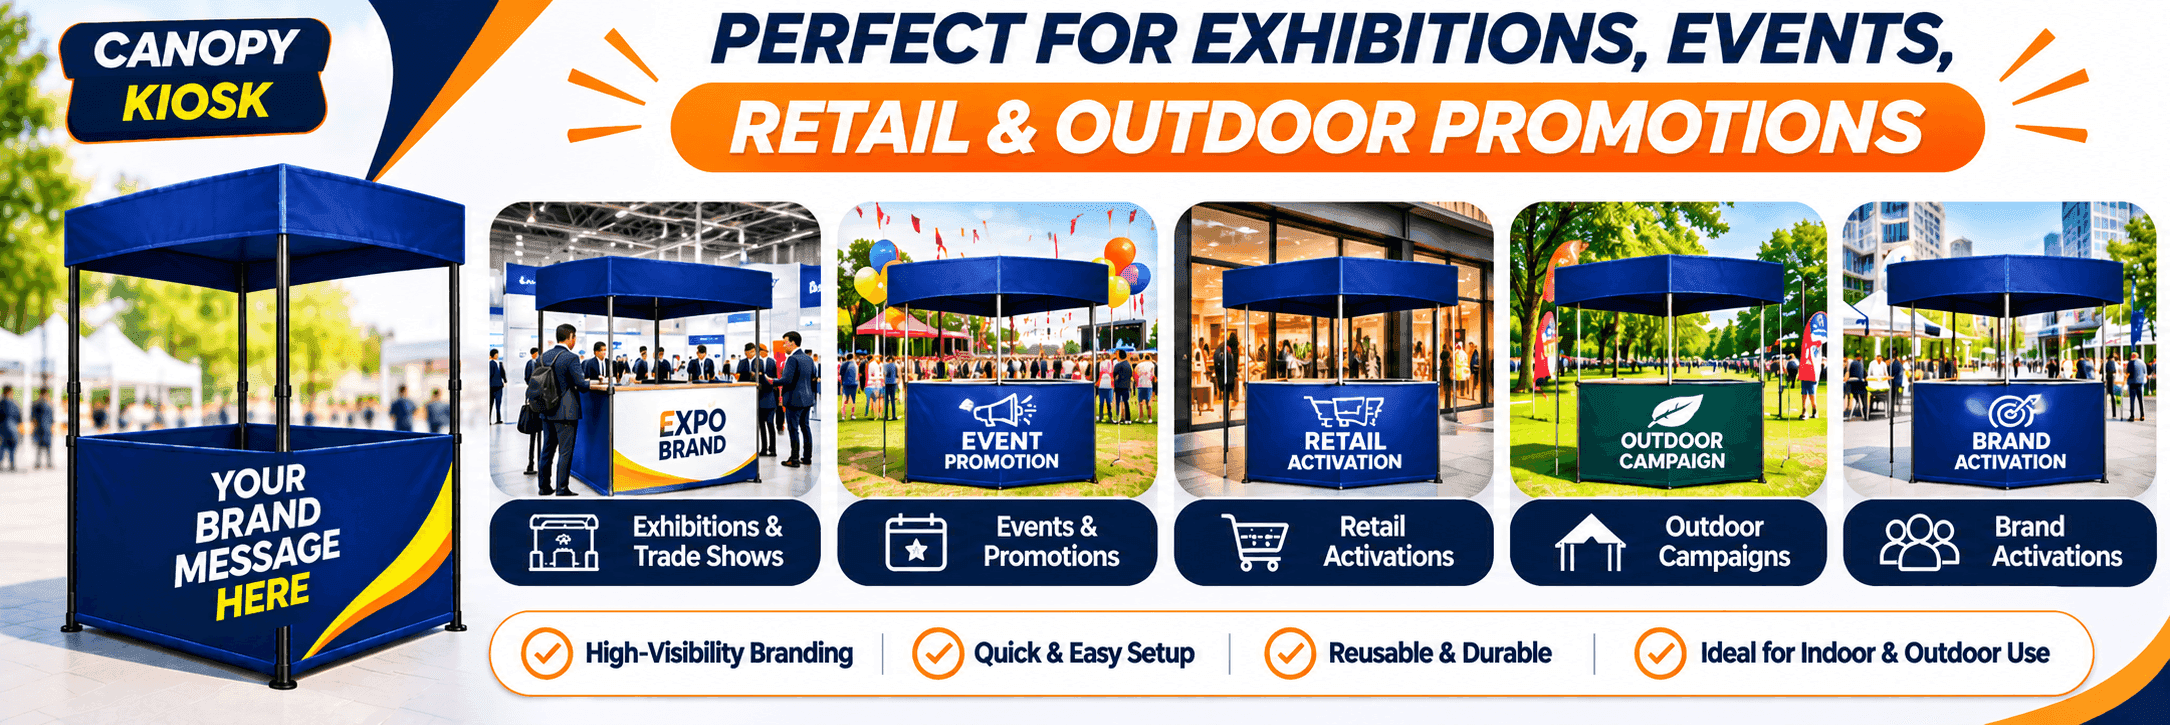 CANOPY
KIOSK
PERFECT FOR EXHIBITIONS, EVENTS,
RETAIL & OUTDOOR PROMOTIONS
YOUR
BRAND
MESSAGE
HERE
EXPO
BRAND
EVENT
PROMOTION
RETAIL
ACTIVATION
OUTDOOR
CAMPAIGN
BRAND
ACTIVATION
Exhibitions &
Trade Shows
Events &
Promotions
Retail
Activations
Outdoor
Campaigns
Brand
Activations
High-Visibility Branding
Quick & Easy Setup
Reusable & Durable
Ideal for Indoor & Outdoor Use